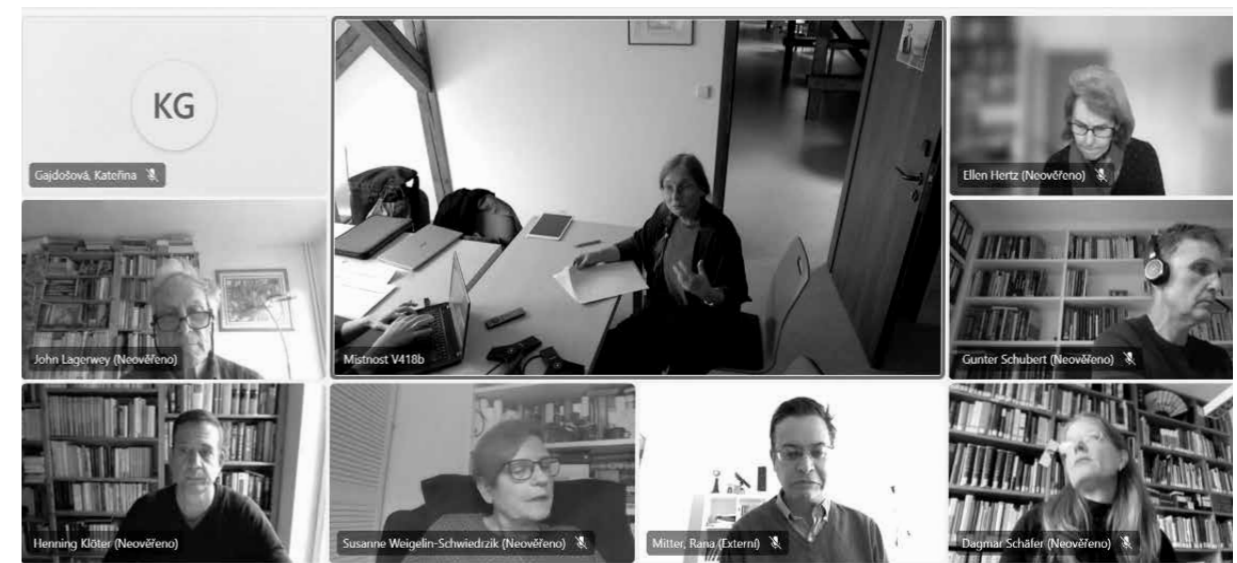 KG
Gajdošová, Kateřina
Ellen Hertz (Neověřeno)
John Lagerwey (Neověřeno)
Mistnost V418b
Gunter Schubert (Neověřeno)
Henning Klöter (Neověřeno)
Susanne Weigelin-Schwiedrzik (Neověřeno)
Mitter, Rana (Externí)
Dagmar Schäfer (Neověřeno)